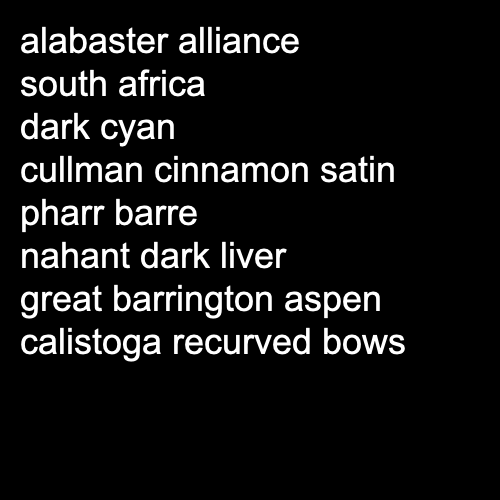 alabaster alliance
south africa
dark cyan
cullman cinnamon satin
pharr barre
nahant dark liver
great barrington aspen
calistoga recurved bows